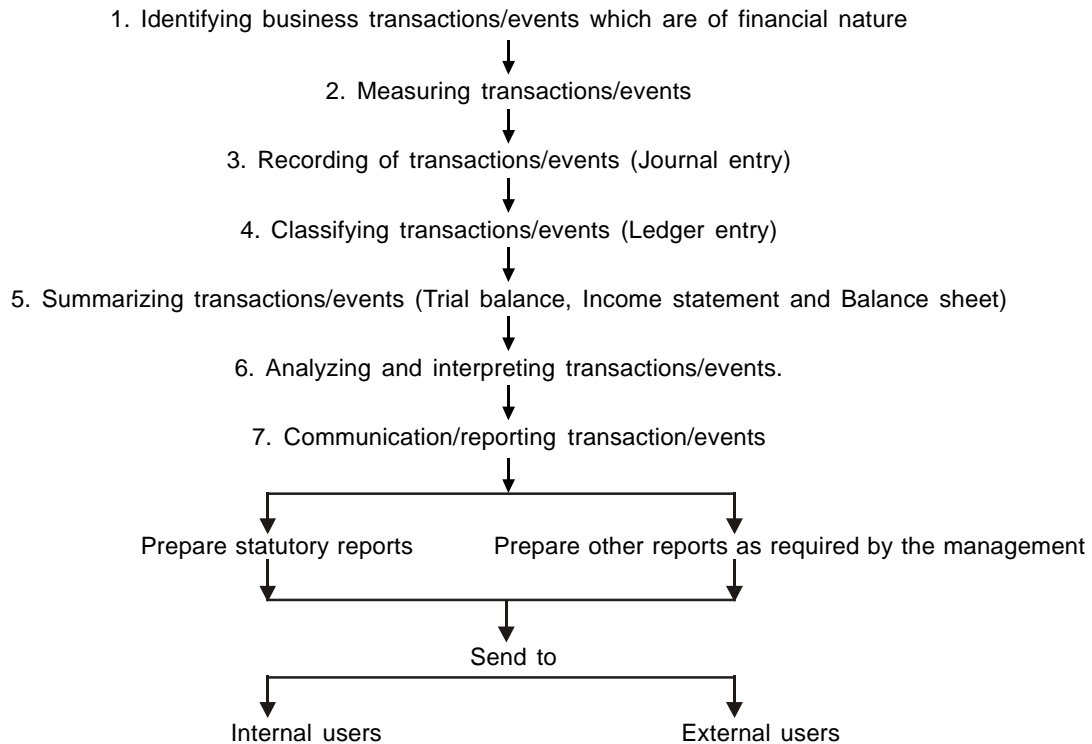 1. Identifying business transactions/events which are of financial nature
2. Measuring transactions/events
3. Recording of transactions/events (Journal entry)
4. Classifying transactions/events (Ledger entry)
5. Summarizing transactions/events (Trial balance, Income statement and Balance sheet)
6. Analyzing and interpreting transactions/events.
7. Communication/reporting transaction/events
Prepare statutory reports
Prepare other reports as required by the management
Send to
Internal users
External users